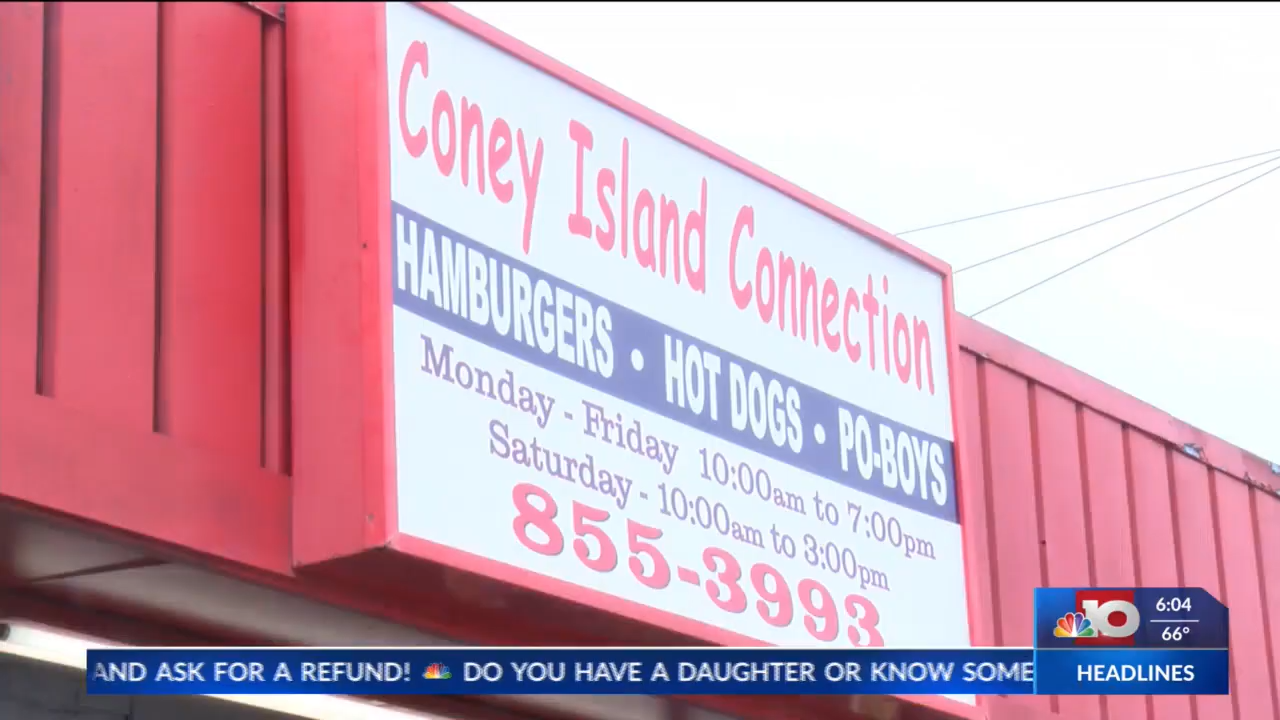 Coney Island Connection
HAMBURGERS • HOT DOGS • PO-BOYS
Monday - Friday 10:00am to 7:00pm
Saturday - 10:00am to 3:00pm
855-3993
10
6:04
66°
AND ASK FOR A REFUND! DO YOU HAVE A DAUGHTER OR KNOW SOME
HEADLINES